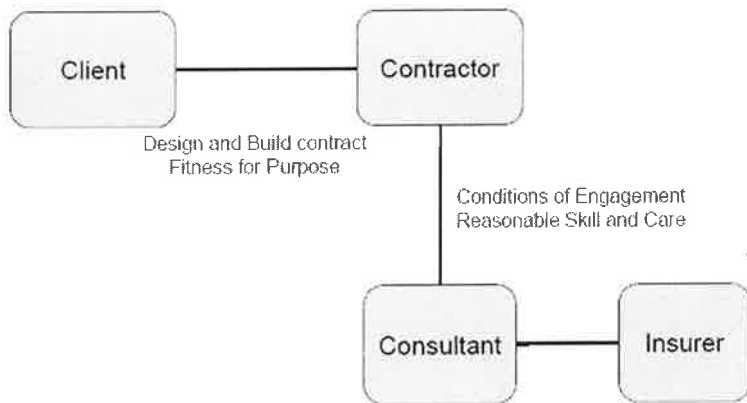 Client
Contractor
Design and Build contract
Fitness for Purpose
Conditions of Engagement
Reasonable Skill and Care
Consultant
Insurer